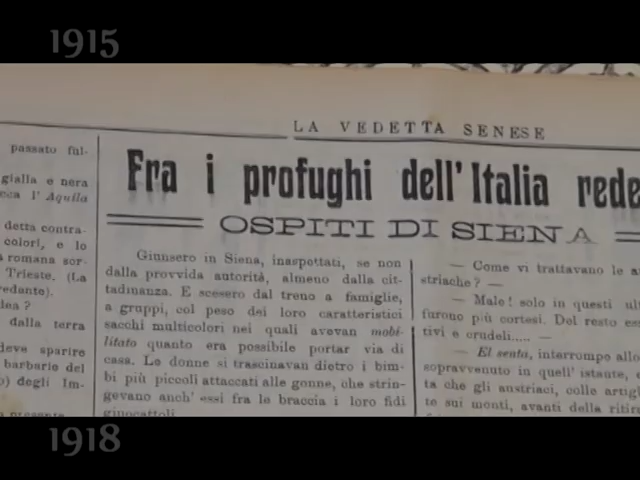 1915
LA VEDETTA SENESE
Fra i profughi dell'Italia rede
OSPITI DI SIENA
passato ful-
gialla e nera
l' Aquila
detta contra-
colori, e lo
romana sor-
Trieste. (La
redante).
dalla terra
deve sparire
barbarie del
degli Im-
Giunsero in Siena, inaspettati, se non
dalla provvida autorità, almeno dalla cit-
tadinanza. E scesero dal treno a famiglie,
a gruppi, col peso dei loro caratteristici
sacchi multicolori nei quali avevan mobi-
litato quanto era possibile portar via di
casa. Le donne si trascinavan dietro i bim-
bi più piccoli attaccati alle gonne, che strin-
gevano anch' essi fra le braccia i loro fidi
giocattoli
— Come vi trattavano le au
striache? —
— Male! solo in questi ult
furono più cortesi. Del resto
tivi e crudeli..... —
— El senta, interrompe allo
sopravvenuto in quell' istante,
ta che gli austriaci, colle artig
te sui monti, avanti della ritir
1918